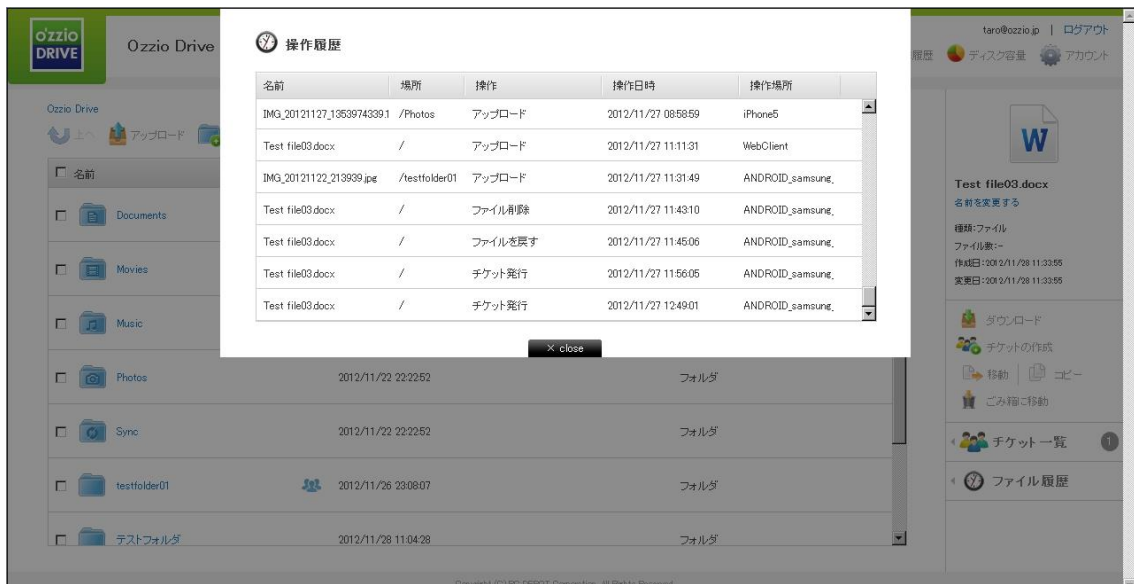 o'zzio
DRIVE
Ozzio Drive
taro@ozzio.jp | ログアウト
履歴 ディスク容量 アカウント
操作履歴
名前 場所 操作 操作日時 操作場所
IMG_20121127_1353974339.1 /Photos アップロード 2012/11/27 08:58:59 iPhone5
Test file03.docx / アップロード 2012/11/27 11:11:31 WebClient
IMG_20121122_213939.jpg /testfolder01 アップロード 2012/11/27 11:31:49 ANDROID_samsung_
Test file03.docx / ファイル削除 2012/11/27 11:43:10 ANDROID_samsung_
Test file03.docx / ファイルを戻す 2012/11/27 11:45:06 ANDROID_samsung_
Test file03.docx / チケット発行 2012/11/27 11:56:05 ANDROID_samsung_
Test file03.docx / チケット発行 2012/11/27 12:49:01 ANDROID_samsung_
× close
Ozzio Drive
上へ アップロード
名前
Documents
Movies
Music
Photos 2012/11/22 22:22:52 フォルダ
Sync 2012/11/22 22:22:52 フォルダ
testfolder01 2012/11/26 23:08:07 フォルダ
テストフォルダ 2012/11/28 11:04:28 フォルダ
W
Test file03.docx
名前を変更する
種類:ファイル
ファイル数:-
作成日:2012/11/28 11:33:55
変更日:2012/11/28 11:33:55
ダウンロード
チケットの作成
移動 | コピー
ごみ箱に移動
チケット一覧 1
ファイル履歴
Copyright (C) PC DEPOT Corporation. All Rights Reserved.